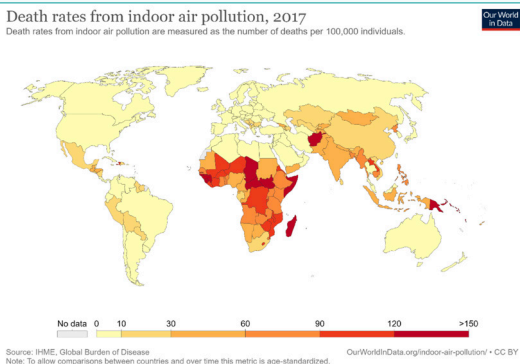 Death rates from indoor air pollution, 2017
Death rates from indoor air pollution are measured as the number of deaths per 100,000 individuals.
Our World
in Data
No data 0 10 30 60 90 120 >150
Source: IHME, Global Burden of Disease
OurWorldInData.org/indoor-air-pollution/ • CC BY
Note: To allow comparisons between countries and over time this metric is age-standardized.